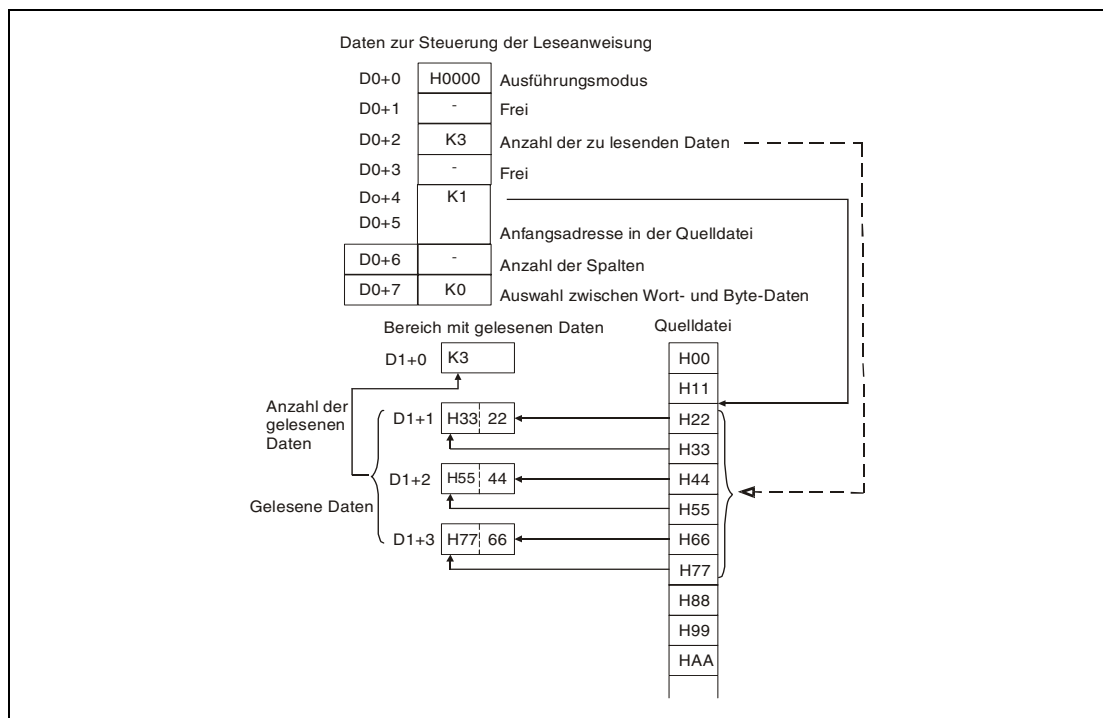 Daten zur Steuerung der Leseanweisung
D0+0 H0000 Ausführungsmodus
D0+1 - Frei
D0+2 K3 Anzahl der zu lesenden Daten
D0+3 - Frei
Do+4 K1
D0+5 Anfangsadresse in der Quelldatei
D0+6 - Anzahl der Spalten
D0+7 K0 Auswahl zwischen Wort- und Byte-Daten
Bereich mit gelesenen Daten Quelldatei
D1+0 K3 H00
H11
Anzahl der
gelesenen
Daten
D1+1 H33 22 H22
H33
D1+2 H55 44 H44
Gelesene Daten H55
D1+3 H77 66 H66
H77
H88
H99
HAA